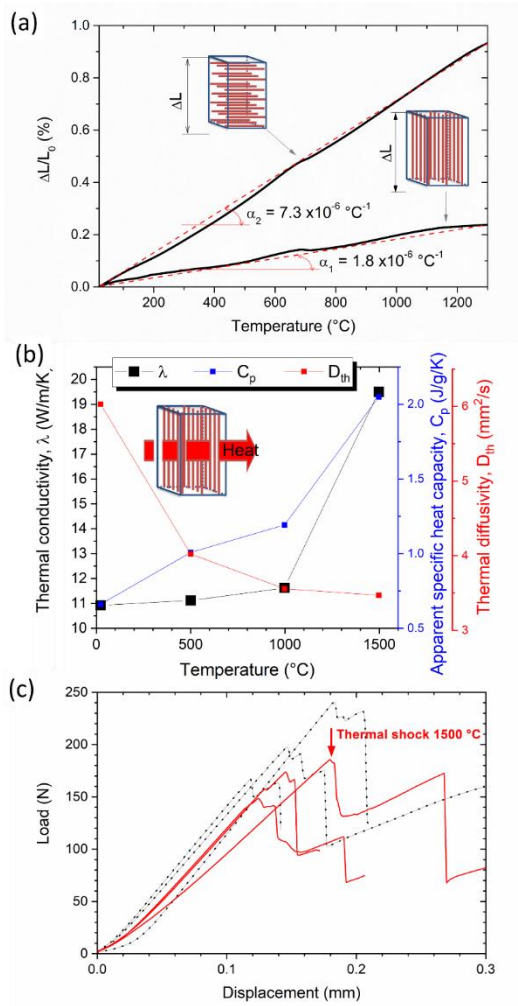 (a)
1.0
0.8
0.6
0.4
0.2
0.0
ΔL/L₀ (%)
ΔL
ΔL
α₂ = 7.3 x10⁻⁶ °C⁻¹
α₁ = 1.8 x10⁻⁶ °C⁻¹
200 400 600 800 1000 1200
Temperature (°C)
(b)
λ Cₚ Dth
20
19
18
17
16
15
14
13
12
11
10
Thermal conductivity, λ (W/m/K)
Heat
2.0
1.5
1.0
0.5
Apparent specific heat capacity, Cₚ (J/g/K)
6
5
4
3
Thermal diffusivity, Dth (mm²/s)
0 500 1000 1500
Temperature (°C)
(c)
250
200
150
100
50
0
Load (N)
Thermal shock 1500 °C
0.0 0.1 0.2 0.3
Displacement (mm)